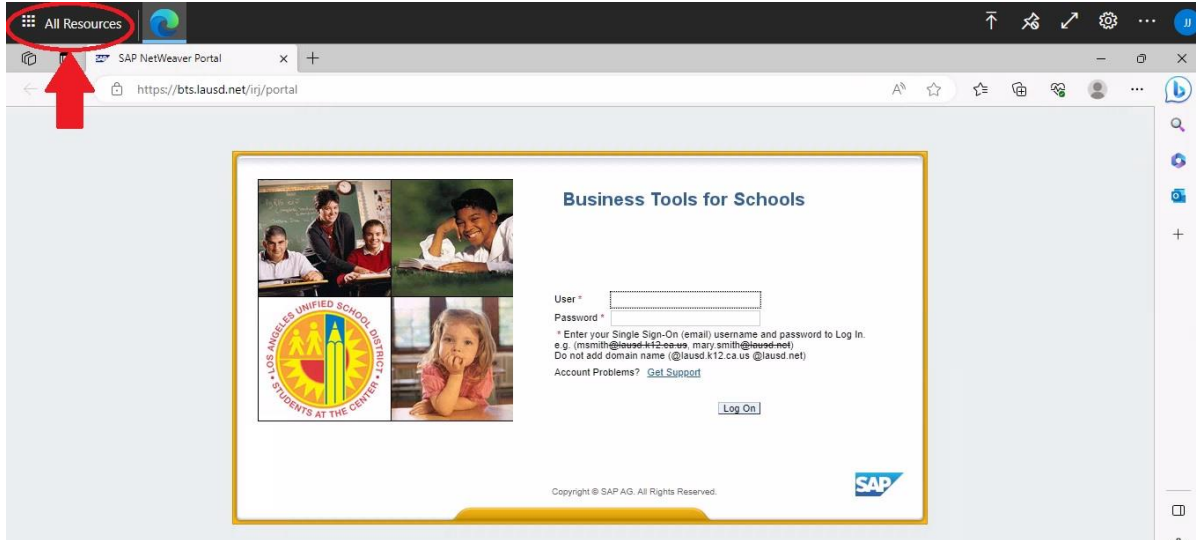 All Resources
JJ
SAP NetWeaver Portal
https://bts.lausd.net/irj/portal
Business Tools for Schools
User *
Password *
* Enter your Single Sign-On (email) username and password to Log In.
e.g. (msmith@lausd.k12.ca.us, mary.smith@lausd.net)
Do not add domain name (@lausd.k12.ca.us @lausd.net)
Account Problems? Get Support
Log On
LOS ANGELES UNIFIED SCHOOL DISTRICT
STUDENTS AT THE CENTER
Copyright © SAP AG. All Rights Reserved.
SAP